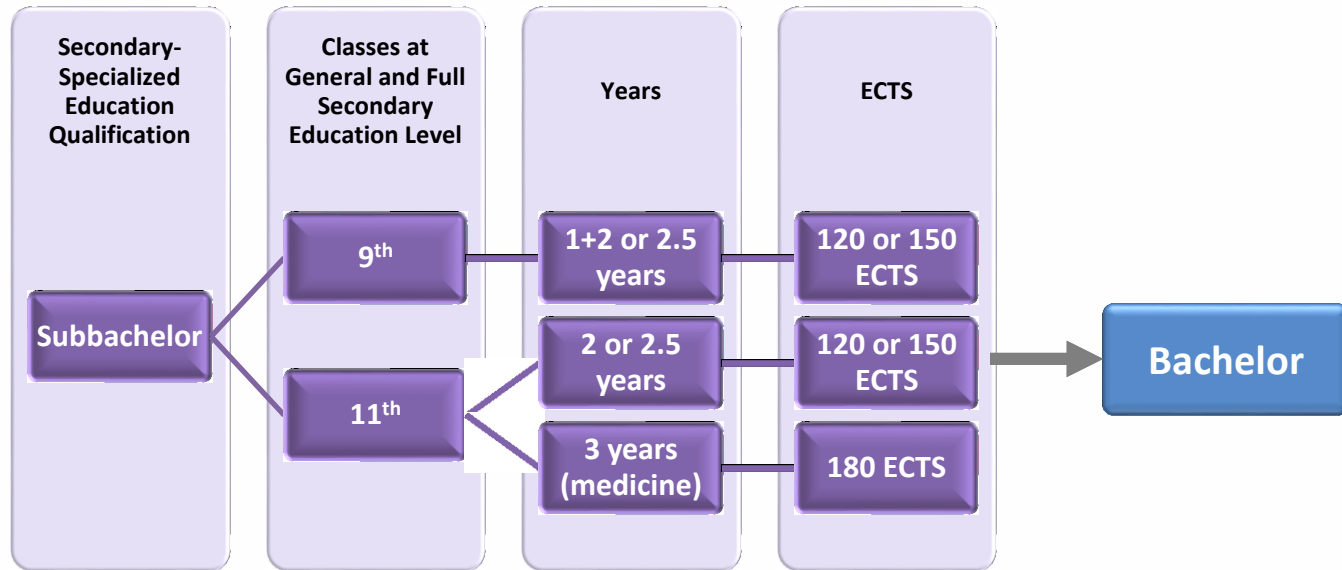 Secondary-
Specialized
Education
Qualification
Classes at
General and Full
Secondary
Education Level
Years
ECTS
Subbachelor
9th
1+2 or 2.5
years
120 or 150
ECTS
11th
2 or 2.5
years
120 or 150
ECTS
3 years
(medicine)
180 ECTS
Bachelor